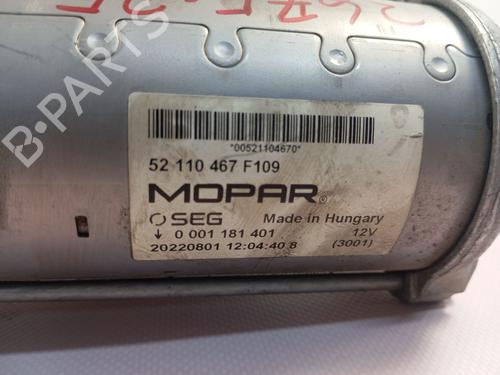 B-PARTS
*00521104670*
52 110 467 F109
MOPAR®
SEG Made in Hungary
↓ 0 001 181 401 12V
20220801 12:04:40.8 (3001)